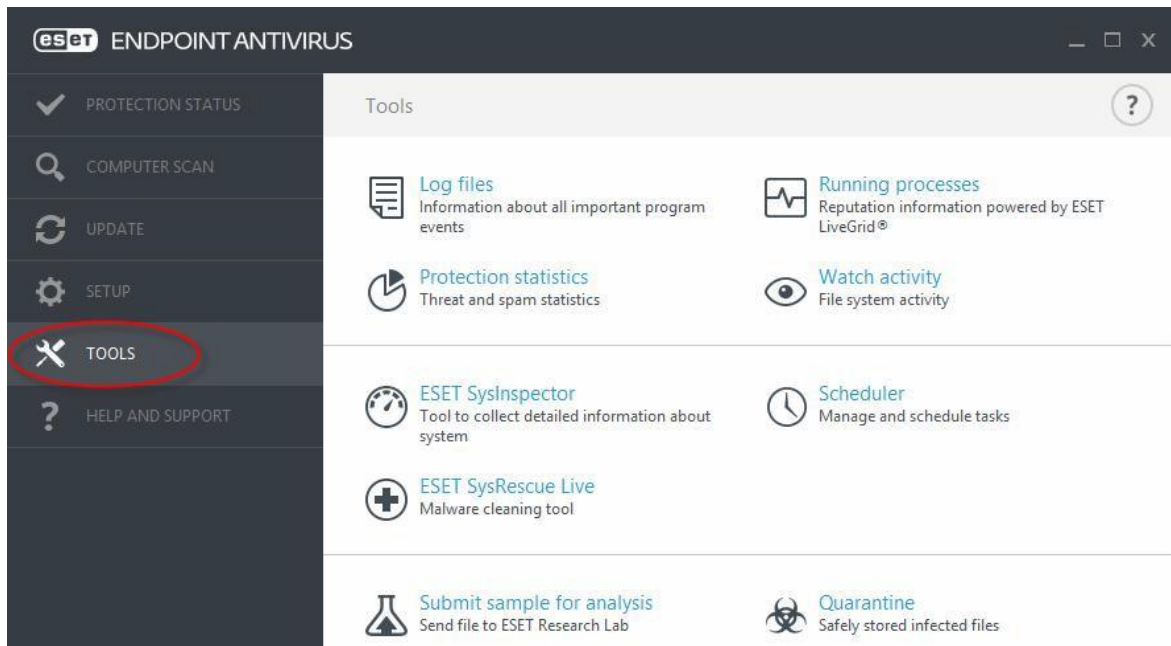 eset ENDPOINT ANTIVIRUS
PROTECTION STATUS
COMPUTER SCAN
UPDATE
SETUP
TOOLS
HELP AND SUPPORT
Tools
?
Log files
Information about all important program
events
Running processes
Reputation information powered by ESET
LiveGrid®
Protection statistics
Threat and spam statistics
Watch activity
File system activity
ESET SysInspector
Tool to collect detailed information about
system
Scheduler
Manage and schedule tasks
ESET SysRescue Live
Malware cleaning tool
Submit sample for analysis
Send file to ESET Research Lab
Quarantine
Safely stored infected files